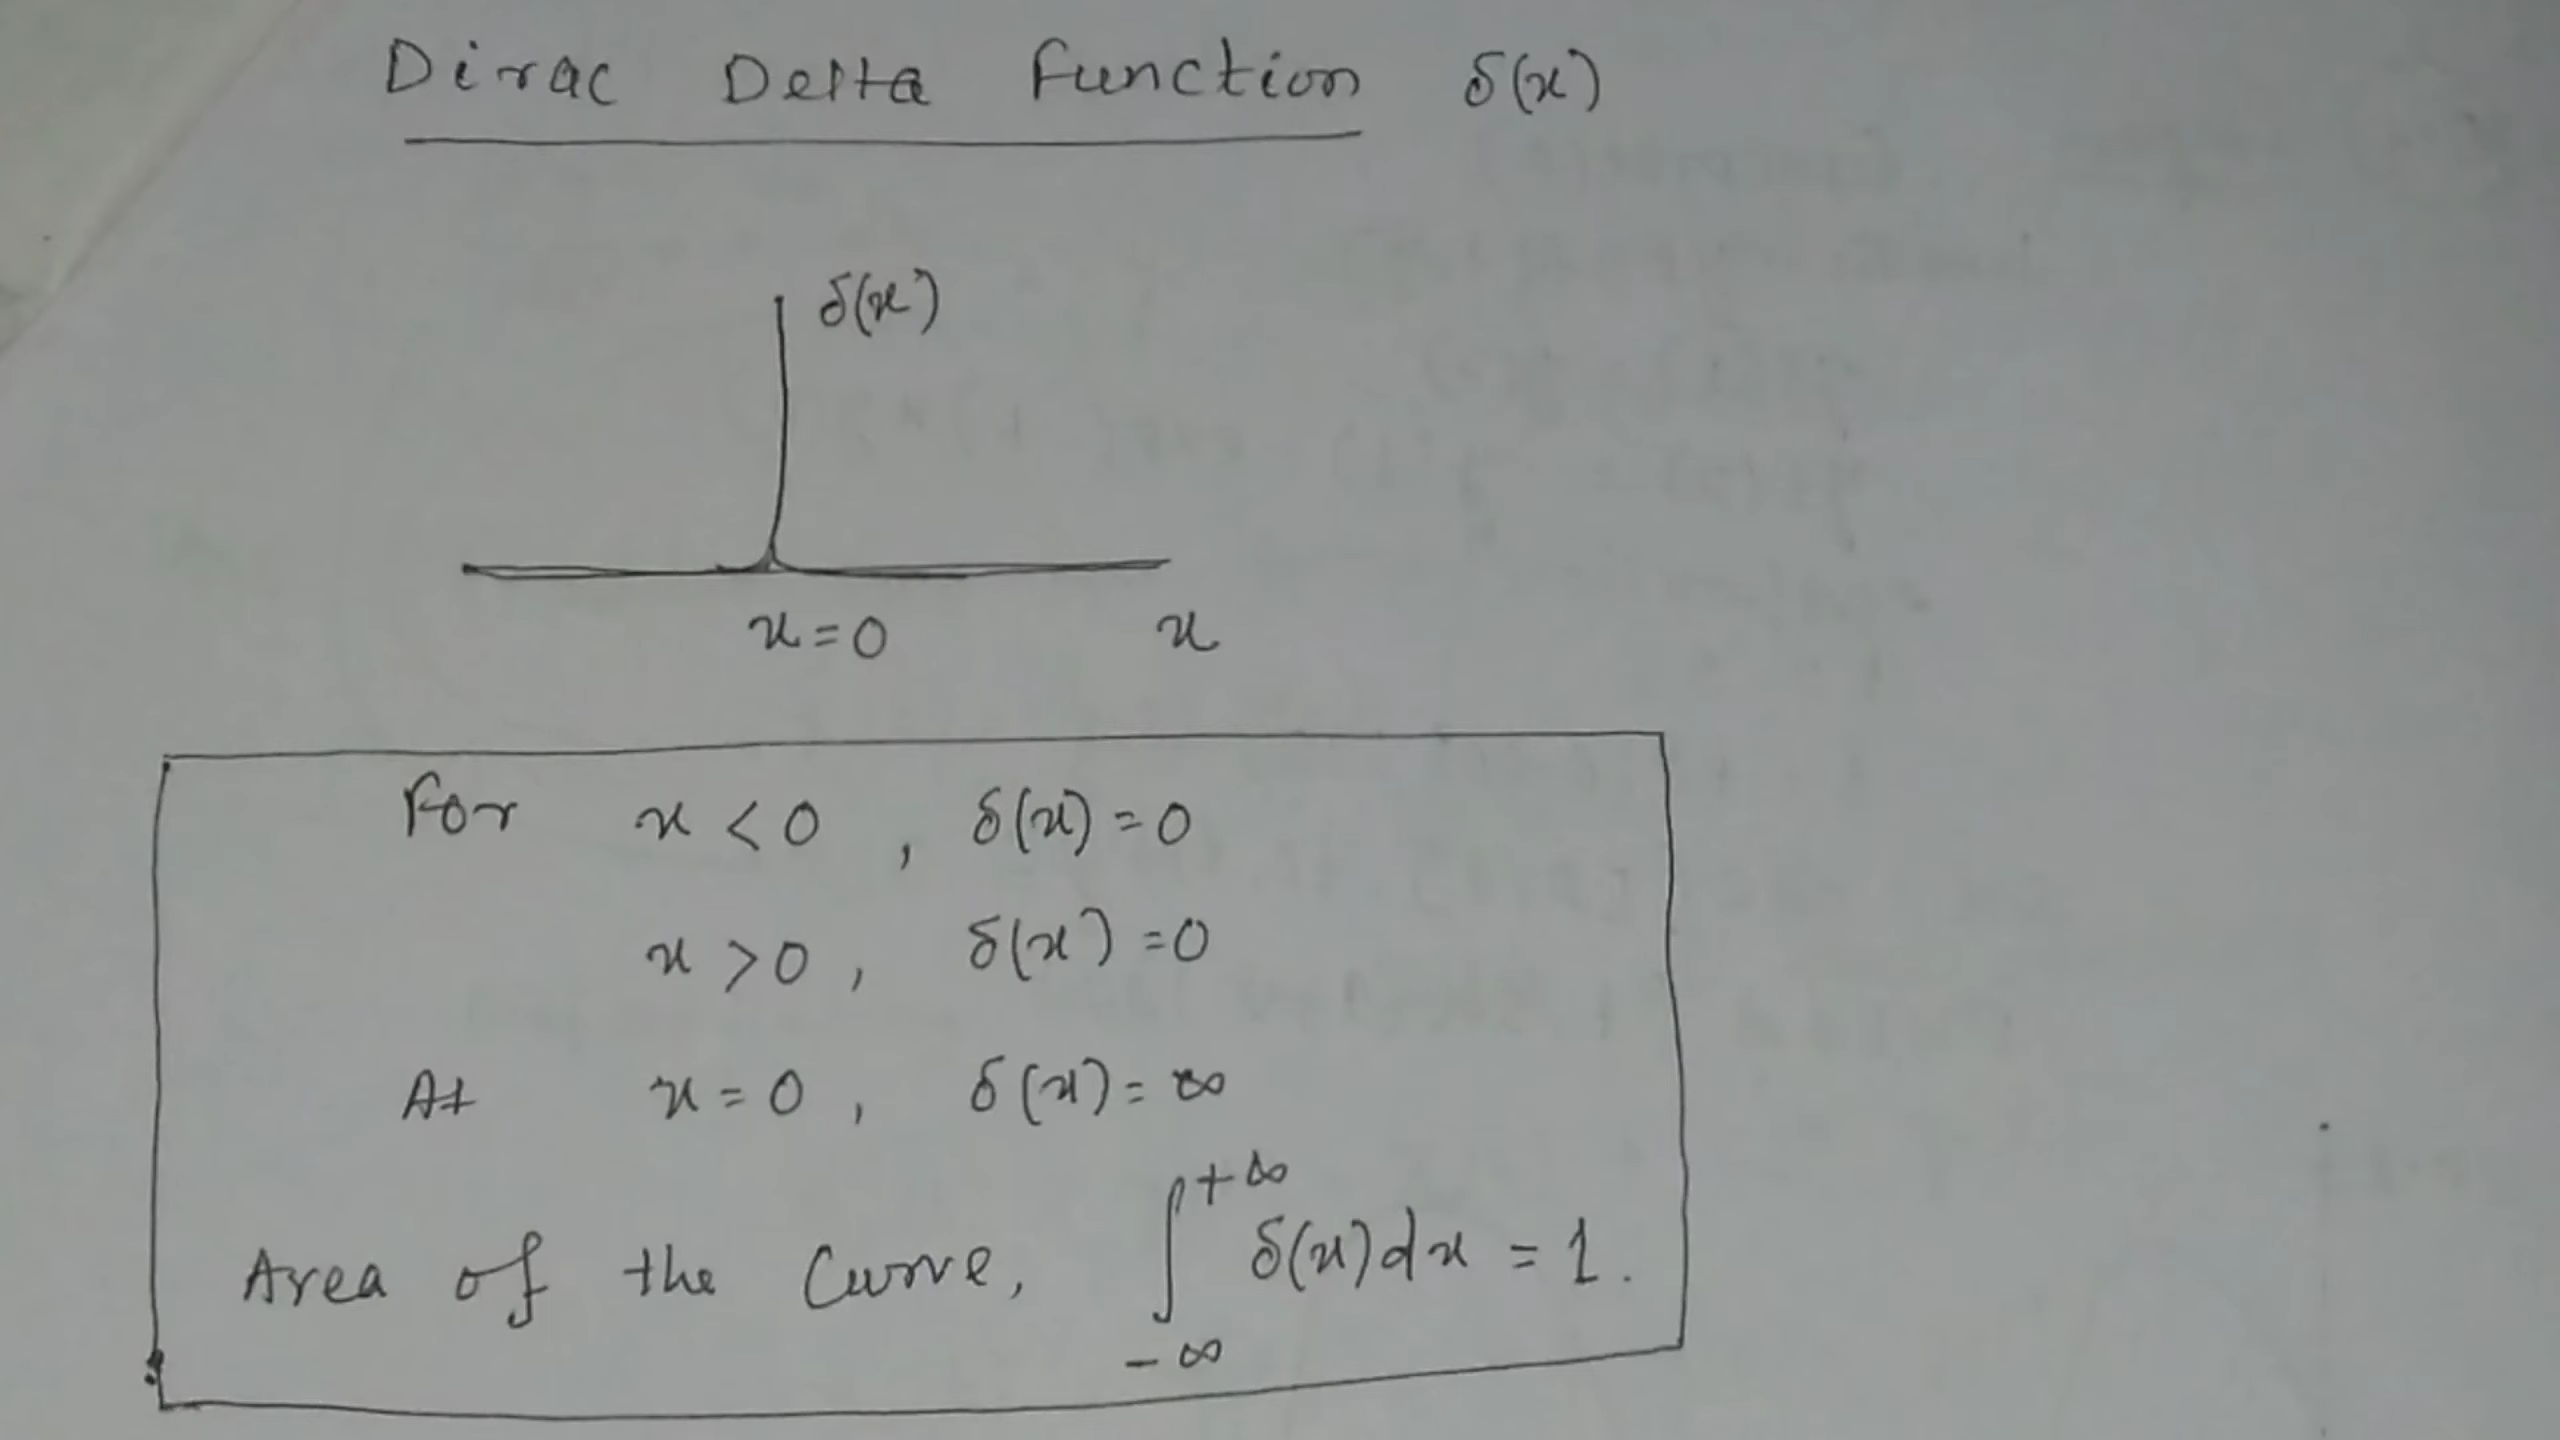 Dirac Delta Function δ(x)
δ(x)
x = 0 x
For x < 0 , δ(x) = 0
x > 0 , δ(x) = 0
At x = 0 , δ(x) = ∞
Area of the Curve, ∫_{-∞}^{+∞} δ(x) dx = 1.